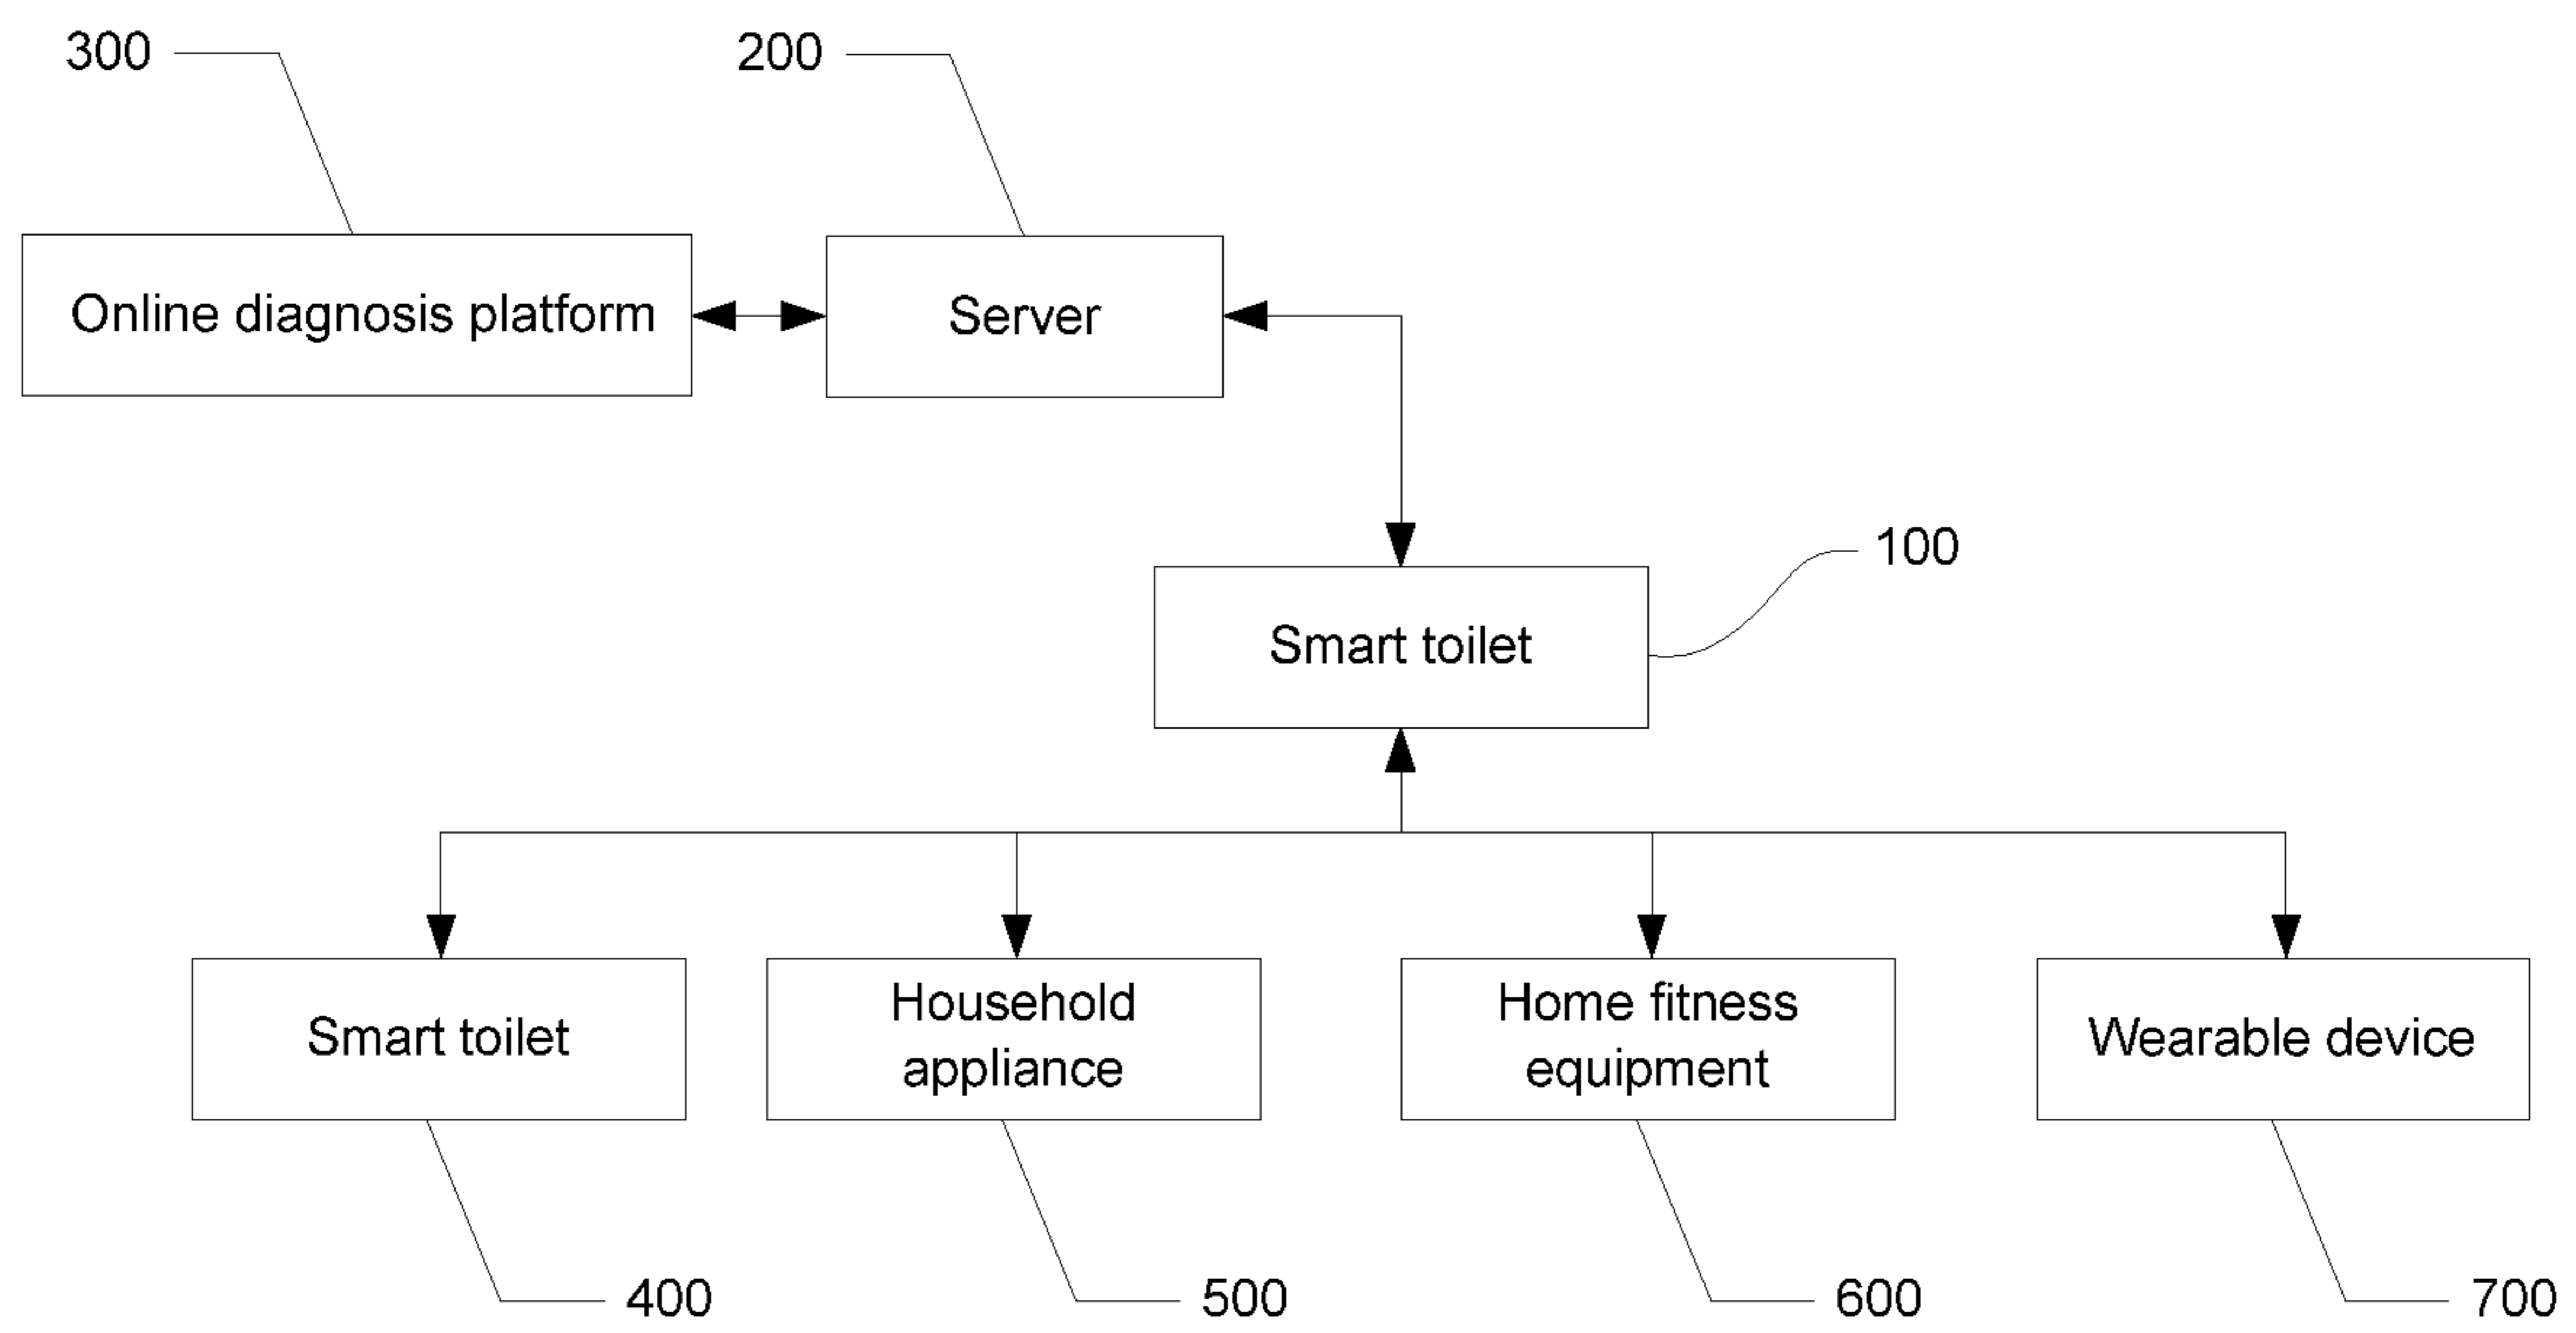 300
200
Online diagnosis platform
Server
100
Smart toilet
Smart toilet
Household
appliance
Home fitness
equipment
Wearable device
400
500
600
700